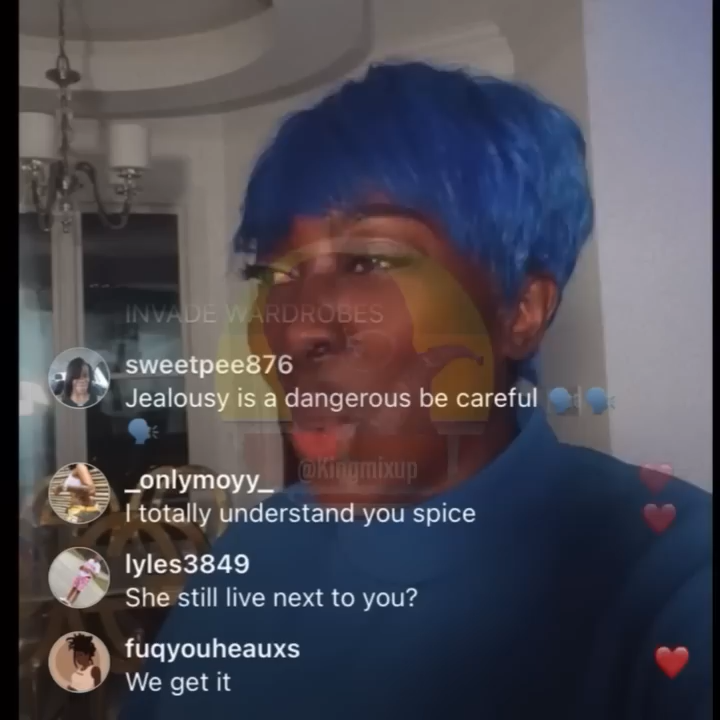 INVADE WARDROBES
sweetpee876
Jealousy is a dangerous be careful 🗣️🗣️
🗣️
@Kingmixup
_onlymoyy_
I totally understand you spice
lyles3849
She still live next to you?
fuqyouheauxs
We get it